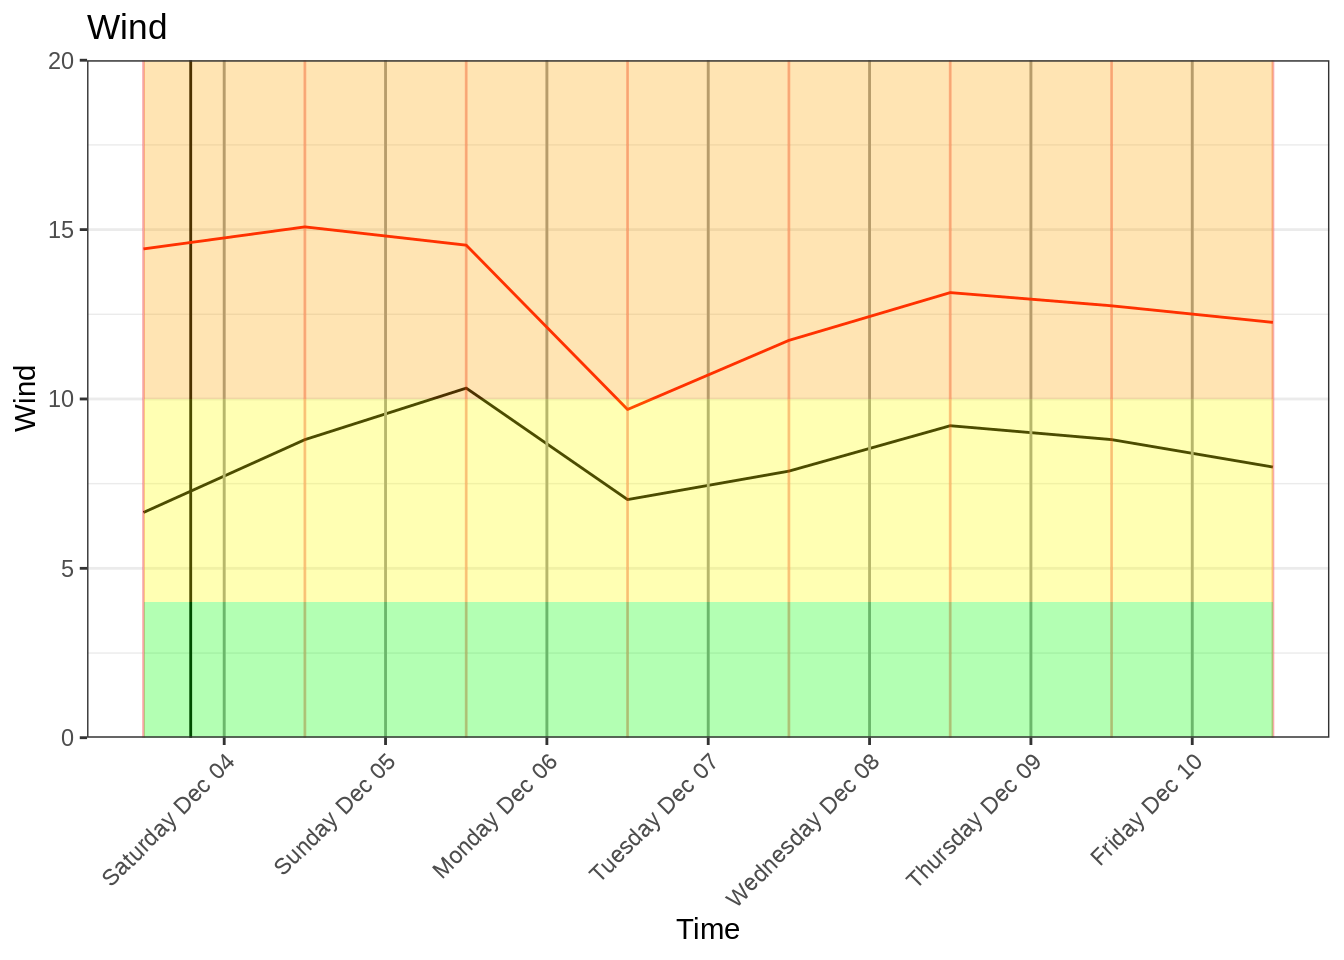 Wind
20
15
10
5
0
Wind
Saturday Dec 04
Sunday Dec 05
Monday Dec 06
Tuesday Dec 07
Wednesday Dec 08
Thursday Dec 09
Friday Dec 10
Time